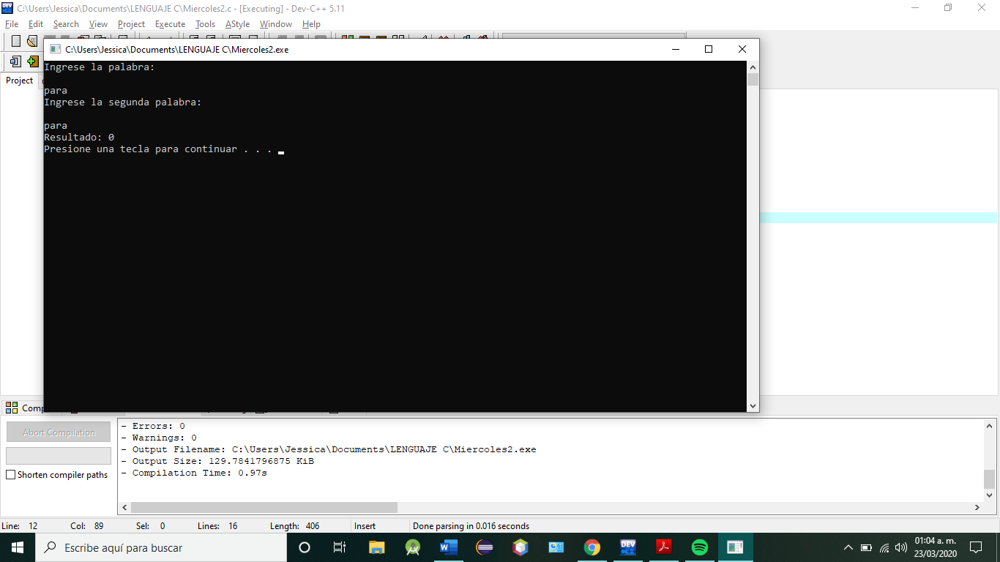 C:\Users\Jessica\Documents\LENGUAJE C\Miercoles2.c - [Executing] - Dev-C++ 5.11
File Edit Search View Project Execute Tools AStyle Window Help
C:\Users\Jessica\Documents\LENGUAJE C\Miercoles2.exe
Project
Ingrese la palabra:
para
Ingrese la segunda palabra:
para
Resultado: 0
Presione una tecla para continuar . . .
Abort Compilation
Shorten compiler paths
- Errors: 0
- Warnings: 0
- Output Filename: C:\Users\Jessica\Documents\LENGUAJE C\Miercoles2.exe
- Output Size: 129.7841796875 KiB
- Compilation Time: 0.97s
Line: 12 Col: 89 Sel: 0 Lines: 16 Length: 406 Insert Done parsing in 0.016 seconds
Escribe aquí para buscar
01:04 a. m.
23/03/2020